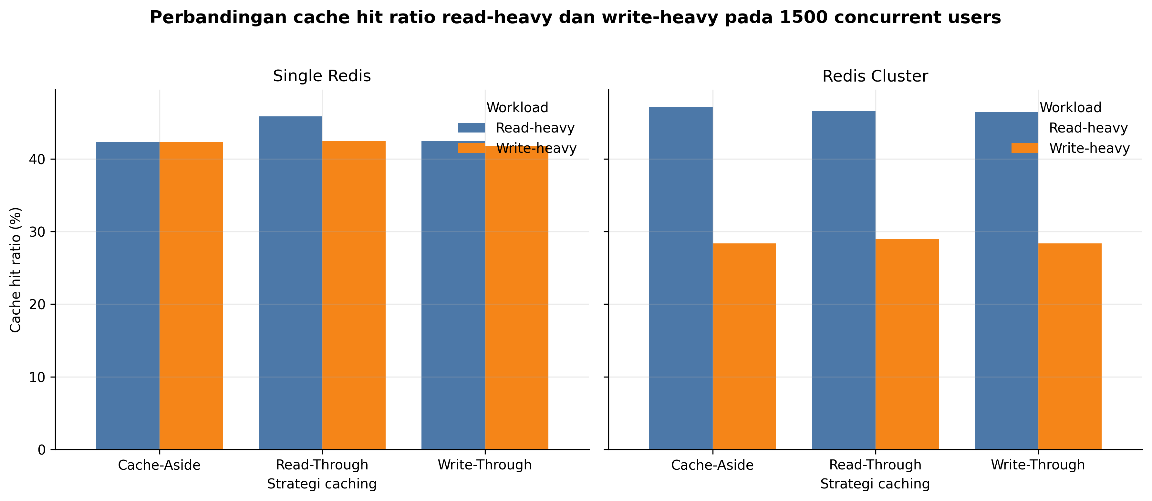 Perbandingan cache hit ratio read-heavy dan write-heavy pada 1500 concurrent users
Single Redis
Redis Cluster
Workload
Read-heavy
Write-heavy
Workload
Read-heavy
Write-heavy
Cache hit ratio (%)
40
30
20
10
0
Cache-Aside
Read-Through
Write-Through
Cache-Aside
Read-Through
Write-Through
Strategi caching
Strategi caching